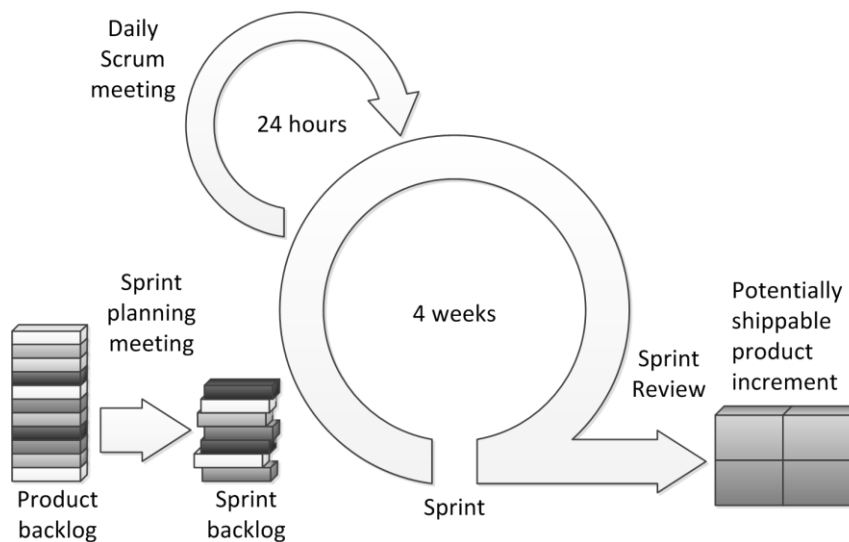 Daily
Scrum
meeting
24 hours
Sprint
planning
meeting
4 weeks
Potentially
shippable
product
increment
Sprint
Review
Product
backlog
Sprint
backlog
Sprint